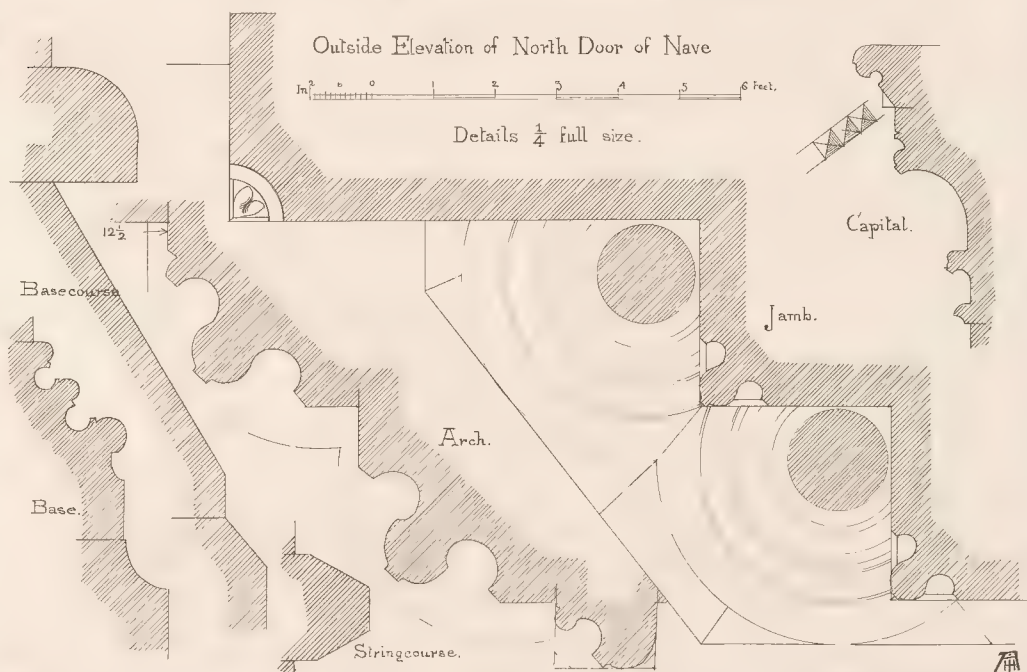 Outside Elevation of North Door of Nave
In 12 6 0 1 2 3 4 5 6 Feet.
Details 1/4 full size.
12 1/2
Capital.
Basecourse
Jamb.
Arch.
Base.
Stringcourse.